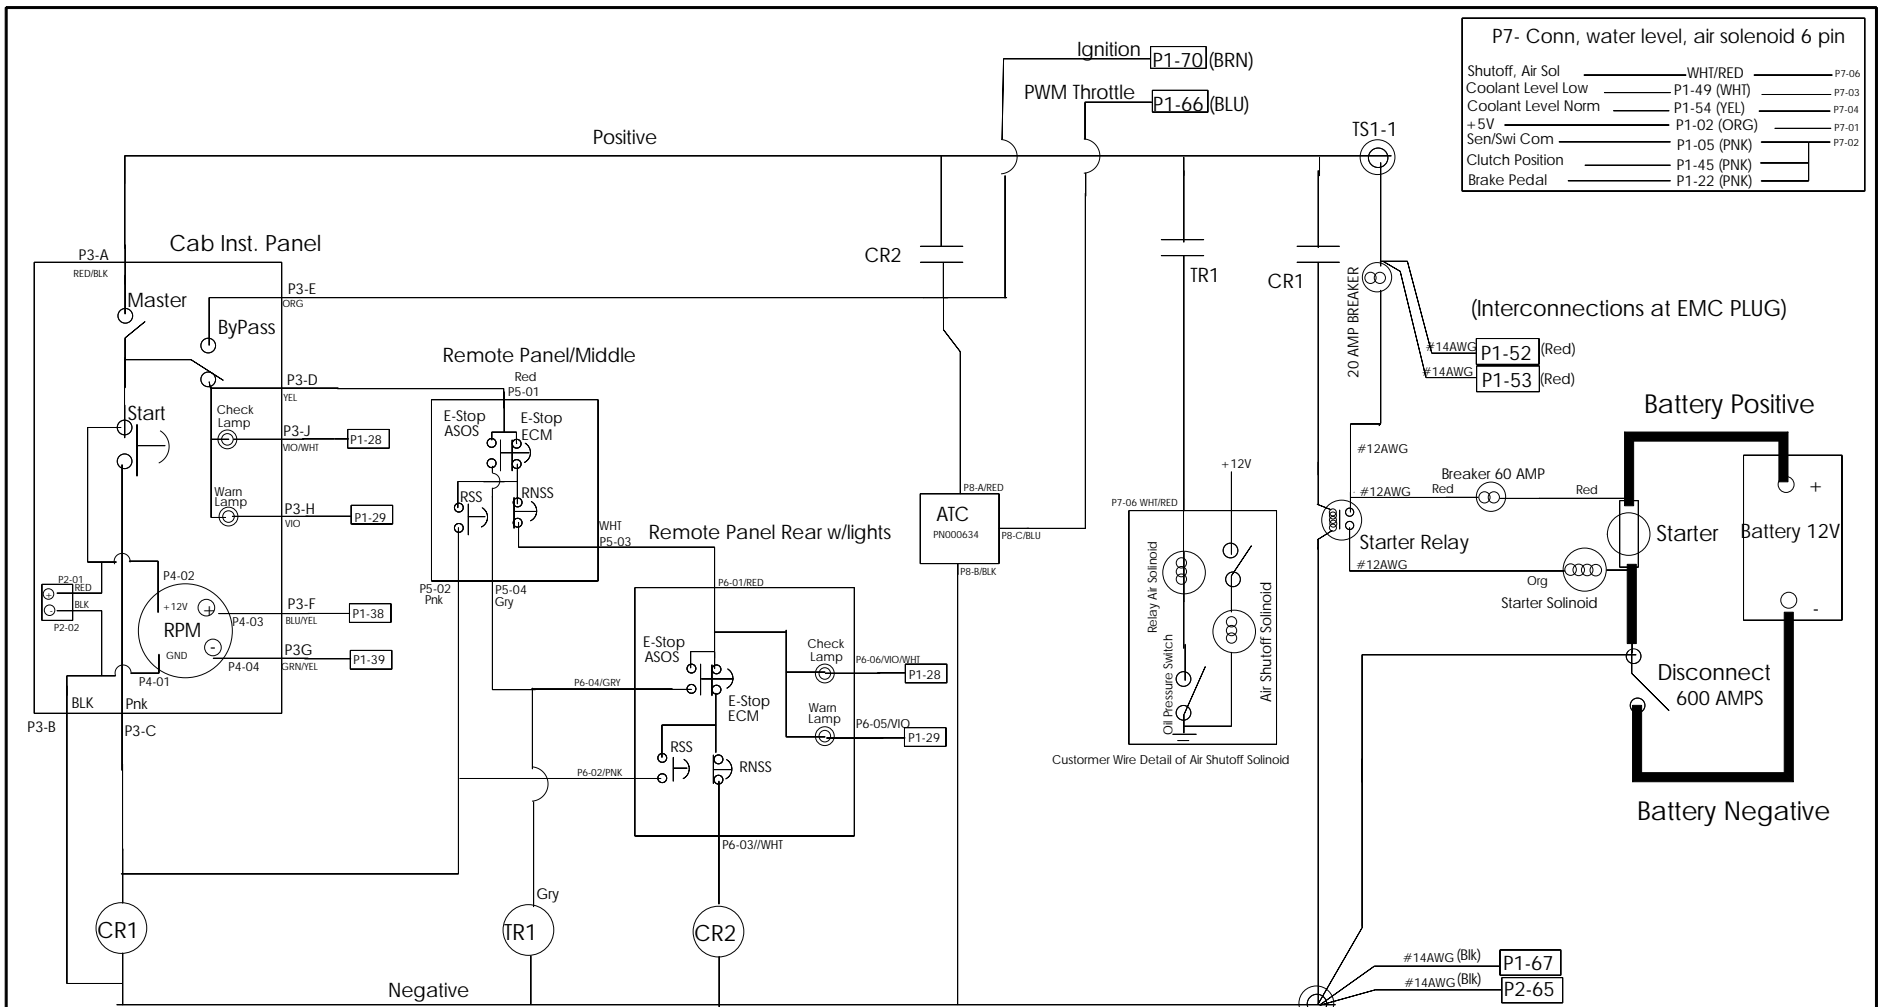 Ignition P1-70 (BRN)
PWM Throttle P1-66 (BLU)
Positive
TS1-1
P7- Conn, water level, air solenoid 6 pin
Shutoff, Air Sol WHT/RED P7-06
Coolant Level Low P1-49 (WHT) P7-03
Coolant Level Norm P1-54 (YEL) P7-04
+5V P1-02 (ORG) P7-01
Sen/Swi Com P1-05 (PNK) P7-02
Clutch Position P1-45 (PNK)
Brake Pedal P1-22 (PNK)
Cab Inst. Panel
P3-A
RED/BLK
Master
P3-E
ORG
ByPass
P3-D
YEL
Start
Check
Lamp
P3-J
VIO/WHT
P1-28
Warn
Lamp
P3-H
VIO
P1-29
P2-01
RED
+
BLK
-
P2-02
P4-02
+12V
+
RPM
-
GND
P4-01
P4-03
P4-04
P3-F
BLU/YEL
P1-38
P3G
GRN/YEL
P1-39
BLK
Pnk
P3-B
P3-C
CR1
Remote Panel/Middle
Red
P5-01
E-Stop
ASOS
E-Stop
ECM
RSS
RNSS
WHT
P5-03
P5-02
Pnk
P5-04
Gry
Remote Panel Rear w/lights
P6-01/RED
E-Stop
ASOS
E-Stop
ECM
Check
Lamp
P6-06/VIO/WHT
P1-28
Warn
Lamp
P6-05/VIO
P1-29
P6-04/GRY
RSS
RNSS
P6-02/PNK
P6-03//WHT
Gry
TR1
CR2
Negative
CR2
P8-A/RED
ATC
PN000634
P8-C/BLU
P8-B/BLK
TR1
CR1
20 AMP BREAKER
+12V
P7-06 WHT/RED
Relay Air Solinoid
Oil Pressure Switch
Air Shutoff Solinoid
Custormer Wire Detail of Air Shutoff Solinoid
(Interconnections at EMC PLUG)
#14AWG P1-52 (Red)
#14AWG P1-53 (Red)
Battery Positive
#12AWG
Breaker 60 AMP
#12AWG Red Red
Starter Relay
#12AWG
Org
Starter Solinoid
Starter
Battery 12V
+
-
Disconnect
600 AMPS
Battery Negative
#14AWG (Blk) P1-67
#14AWG (Blk) P2-65